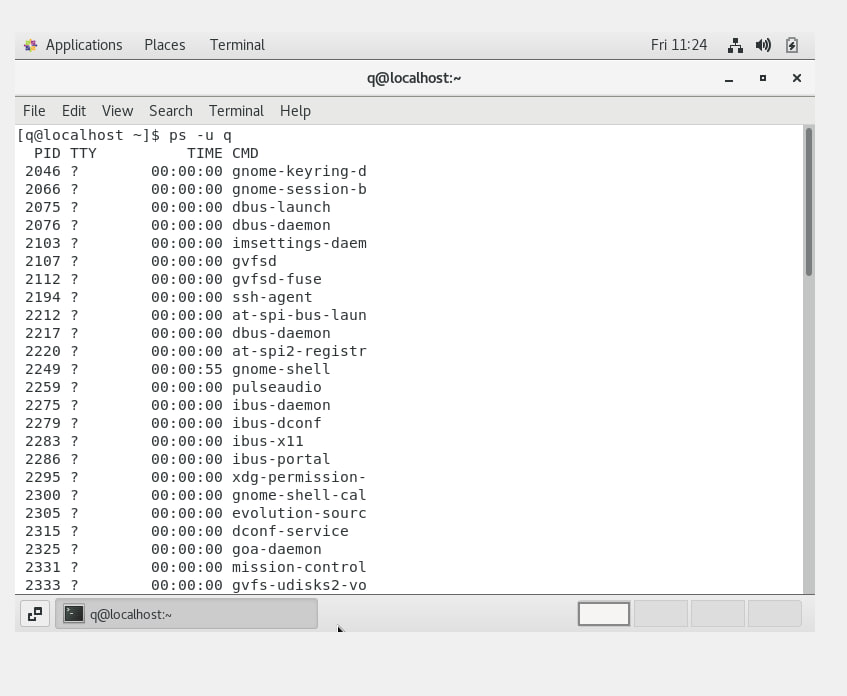 Applications Places Terminal Fri 11:24
q@localhost:~
File Edit View Search Terminal Help
[q@localhost ~]$ ps -u q
  PID TTY          TIME CMD
 2046 ?        00:00:00 gnome-keyring-d
 2066 ?        00:00:00 gnome-session-b
 2075 ?        00:00:00 dbus-launch
 2076 ?        00:00:00 dbus-daemon
 2103 ?        00:00:00 imsettings-daem
 2107 ?        00:00:00 gvfsd
 2112 ?        00:00:00 gvfsd-fuse
 2194 ?        00:00:00 ssh-agent
 2212 ?        00:00:00 at-spi-bus-laun
 2217 ?        00:00:00 dbus-daemon
 2220 ?        00:00:00 at-spi2-registr
 2249 ?        00:00:55 gnome-shell
 2259 ?        00:00:00 pulseaudio
 2275 ?        00:00:00 ibus-daemon
 2279 ?        00:00:00 ibus-dconf
 2283 ?        00:00:00 ibus-x11
 2286 ?        00:00:00 ibus-portal
 2295 ?        00:00:00 xdg-permission-
 2300 ?        00:00:00 gnome-shell-cal
 2305 ?        00:00:00 evolution-sourc
 2315 ?        00:00:00 dconf-service
 2325 ?        00:00:00 goa-daemon
 2331 ?        00:00:00 mission-control
 2333 ?        00:00:00 gvfs-udisks2-vo
q@localhost:~